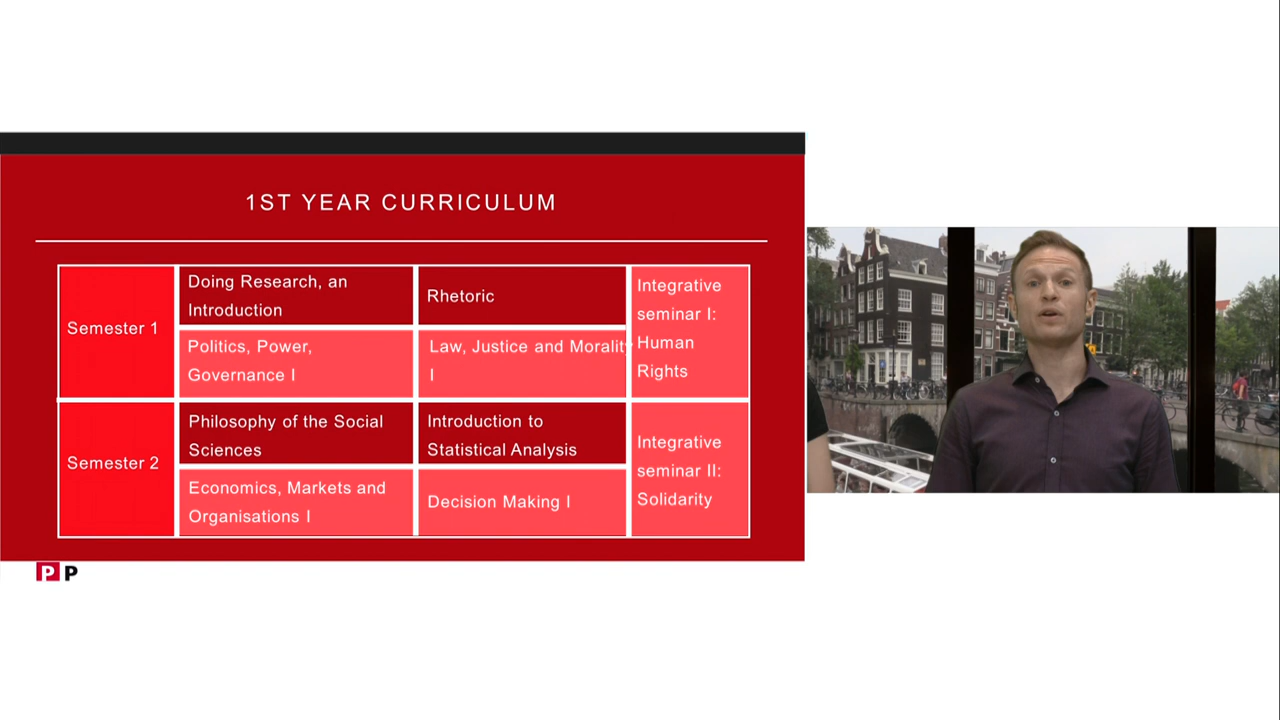 1ST YEAR CURRICULUM
Semester 1
Doing Research, an
Introduction
Rhetoric
Politics, Power,
Governance I
Law, Justice and Morality
I
Integrative
seminar I:
Human
Rights
Semester 2
Philosophy of the Social
Sciences
Introduction to
Statistical Analysis
Economics, Markets and
Organisations I
Decision Making I
Integrative
seminar II:
Solidarity
P P